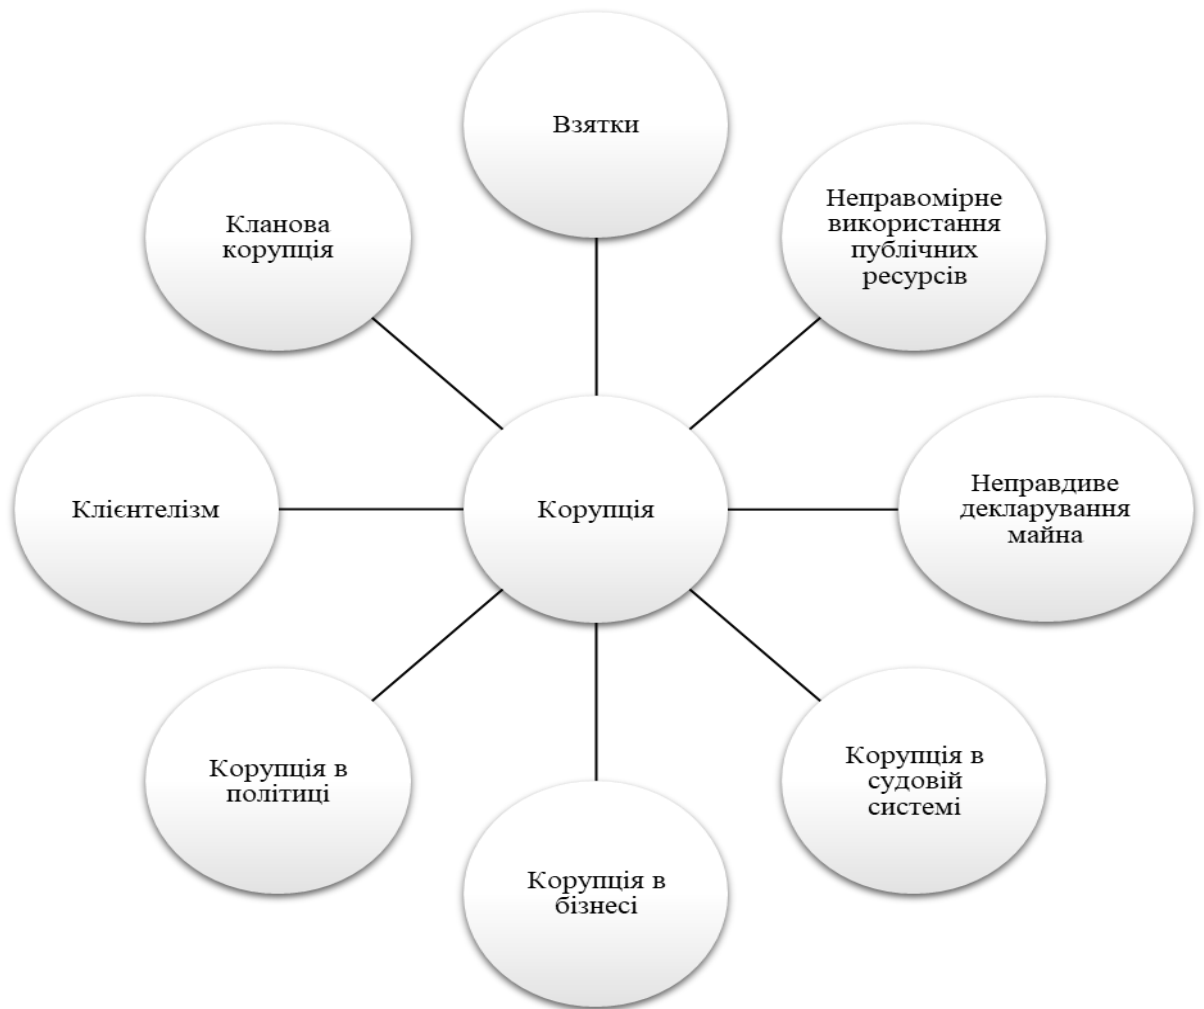 Взятки
Неправомірне
використання
публічних
ресурсів
Кланова
корупція
Клієнтелізм
Корупція
Неправдиве
декларування
майна
Корупція в
політиці
Корупція в
судовій
системі
Корупція в
бізнесі